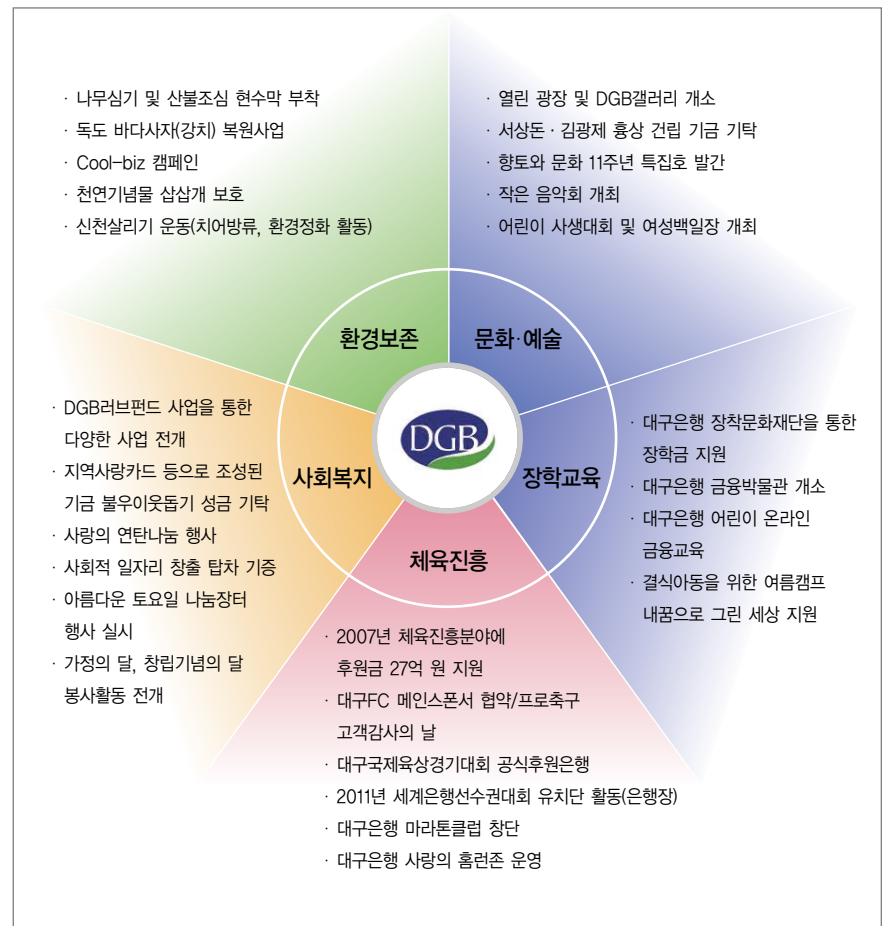 · 나무심기 및 산불조심 현수막 부착
· 독도 바다사자(강치) 복원사업
· Cool-biz 캠페인
· 천연기념물 삽삽개 보호
· 신천살리기 운동(치어방류, 환경정화 활동)
· 열린 광장 및 DGB갤러리 개소
· 서상돈 · 김광제 흉상 건립 기금 기탁
· 향토와 문화 11주년 특집호 발간
· 작은 음악회 개최
· 어린이 사생대회 및 여성백일장 개최
환경보존
문화·예술
DGB
사회복지
장학교육
체육진흥
· DGB러브펀드 사업을 통한
다양한 사업 전개
· 지역사랑카드 등으로 조성된
기금 불우이웃돕기 성금 기탁
· 사랑의 연탄나눔 행사
· 사회적 일자리 창출 탑차 기증
· 아름다운 토요일 나눔장터
행사 실시
· 가정의 달, 창립기념의 달
봉사활동 전개
· 대구은행 장착문화재단을 통한
장학금 지원
· 대구은행 금융박물관 개소
· 대구은행 어린이 온라인
금융교육
· 결식아동을 위한 여름캠프
내꿈으로 그린 세상 지원
· 2007년 체육진흥분야에
후원금 27억 원 지원
· 대구FC 메인스폰서 협약/프로축구
고객감사의 날
· 대구국제육상경기대회 공식후원은행
· 2011년 세계은행선수권대회 유치단 활동(은행장)
· 대구은행 마라톤클럽 창단
· 대구은행 사랑의 홈런존 운영